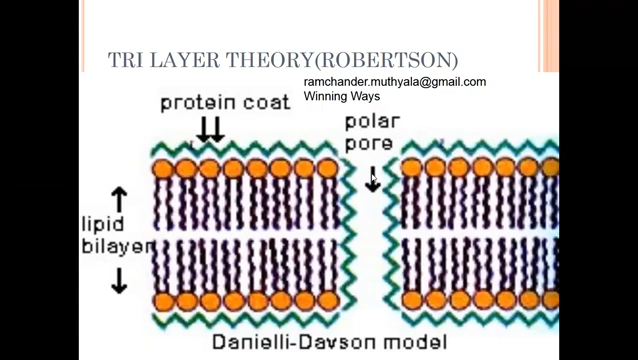 TRI LAYER THEORY(ROBERTSON)
ramchander.muthyala@gmail.com
Winning Ways
protein coat
polar
pore
lipid
bilayer
Danielli-Davson model